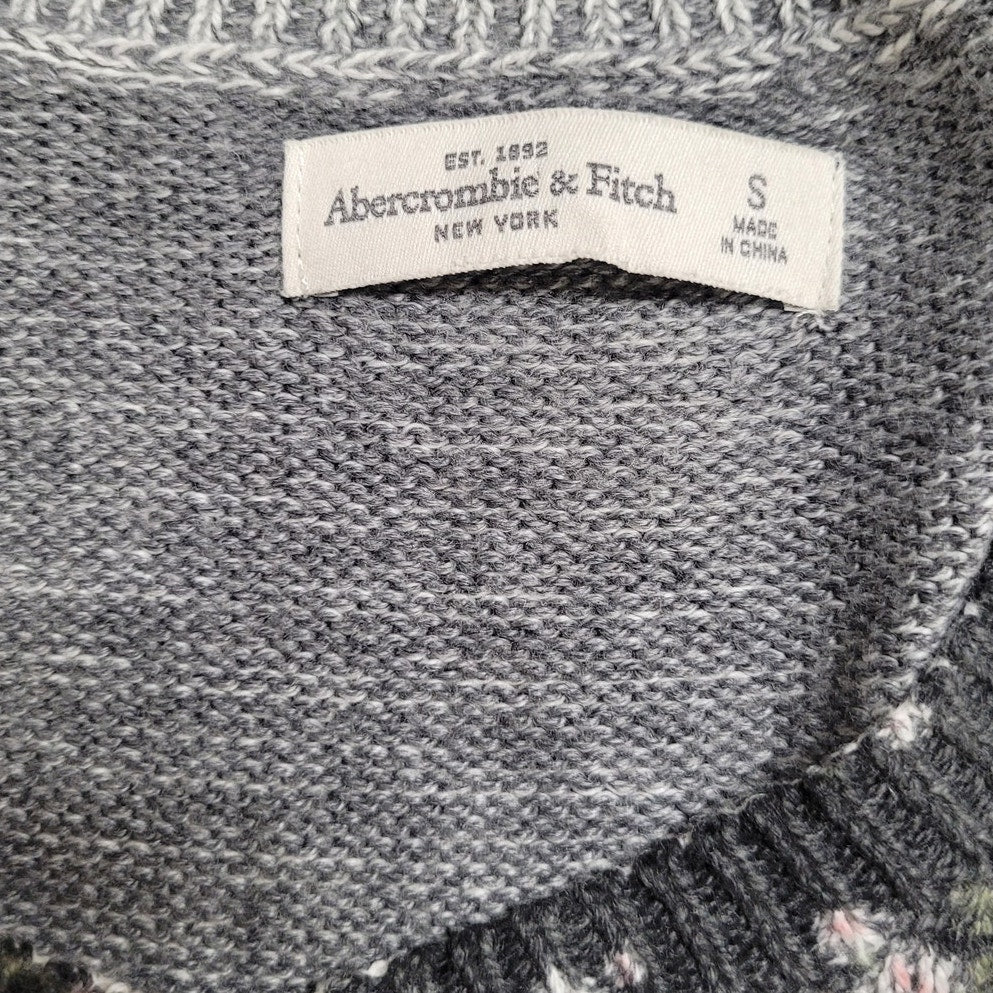 EST. 1892
Abercrombie & Fitch
NEW YORK
S
MADE
IN CHINA